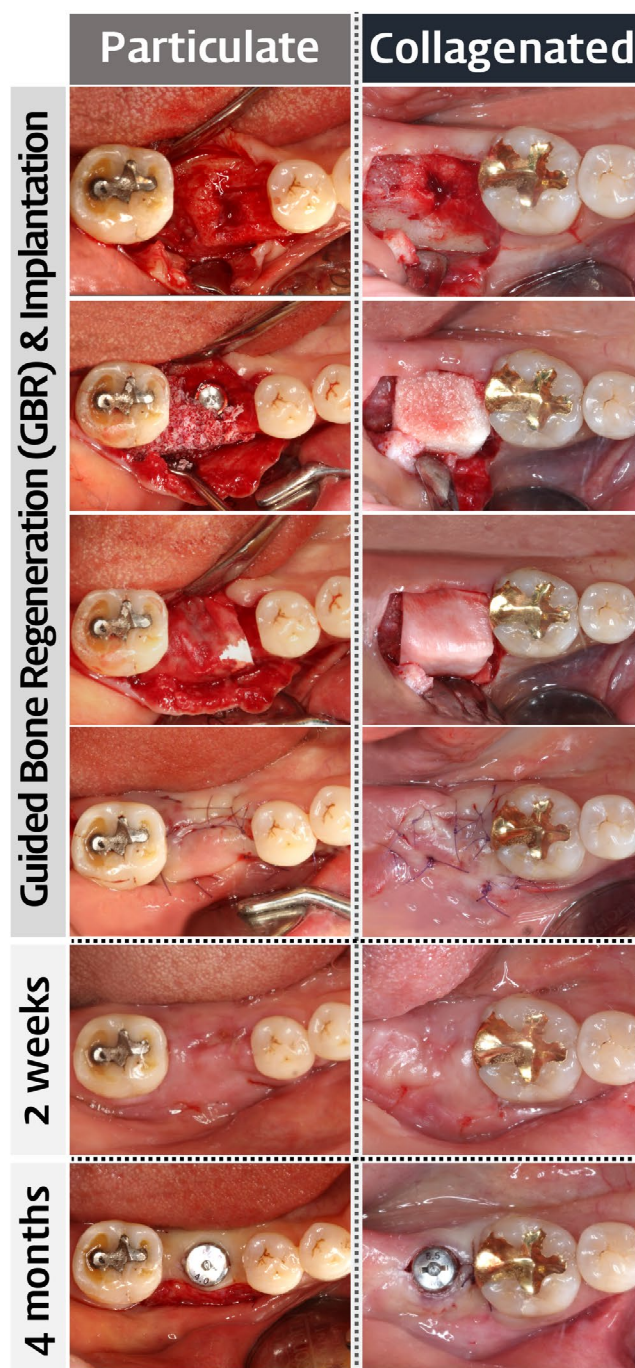 Particulate
Collagenated
Guided Bone Regeneration (GBR) & Implantation
2 weeks
4 months